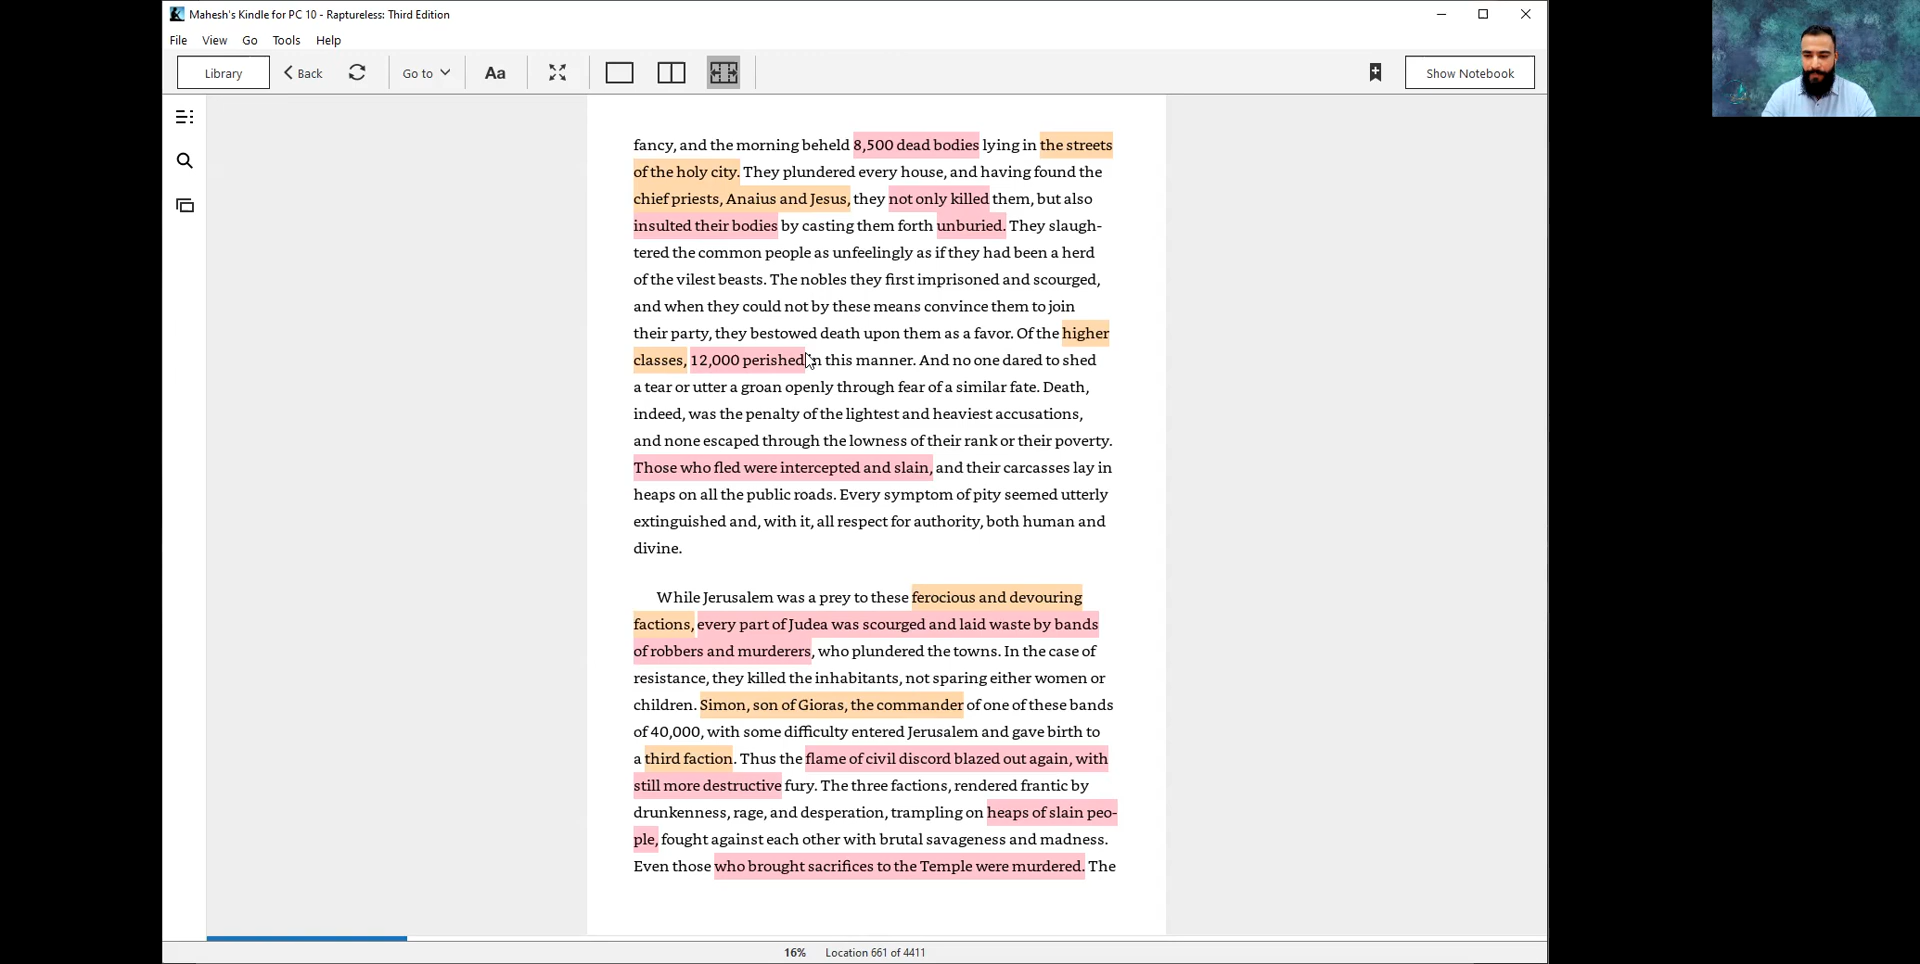 Mahesh's Kindle for PC 10 - Raptureless: Third Edition
File View Go Tools Help
Library Back Go to Aa Show Notebook
fancy, and the morning beheld 8,500 dead bodies lying in the streets
of the holy city. They plundered every house, and having found the
chief priests, Anaius and Jesus, they not only killed them, but also
insulted their bodies by casting them forth unburied. They slaugh-
tered the common people as unfeelingly as if they had been a herd
of the vilest beasts. The nobles they first imprisoned and scourged,
and when they could not by these means convince them to join
their party, they bestowed death upon them as a favor. Of the higher
classes, 12,000 perished in this manner. And no one dared to shed
a tear or utter a groan openly through fear of a similar fate. Death,
indeed, was the penalty of the lightest and heaviest accusations,
and none escaped through the lowness of their rank or their poverty.
Those who fled were intercepted and slain, and their carcasses lay in
heaps on all the public roads. Every symptom of pity seemed utterly
extinguished and, with it, all respect for authority, both human and
divine.
While Jerusalem was a prey to these ferocious and devouring
factions, every part of Judea was scourged and laid waste by bands
of robbers and murderers, who plundered the towns. In the case of
resistance, they killed the inhabitants, not sparing either women or
children. Simon, son of Gioras, the commander of one of these bands
of 40,000, with some difficulty entered Jerusalem and gave birth to
a third faction. Thus the flame of civil discord blazed out again, with
still more destructive fury. The three factions, rendered frantic by
drunkenness, rage, and desperation, trampling on heaps of slain peo-
ple, fought against each other with brutal savageness and madness.
Even those who brought sacrifices to the Temple were murdered. The
16% Location 661 of 4411